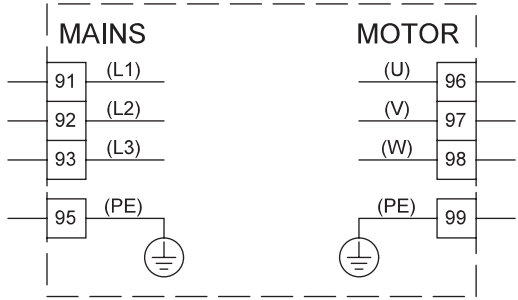 MAINS MOTOR
91 (L1) (U) 96
92 (L2) (V) 97
93 (L3) (W) 98
95 (PE) (PE) 99